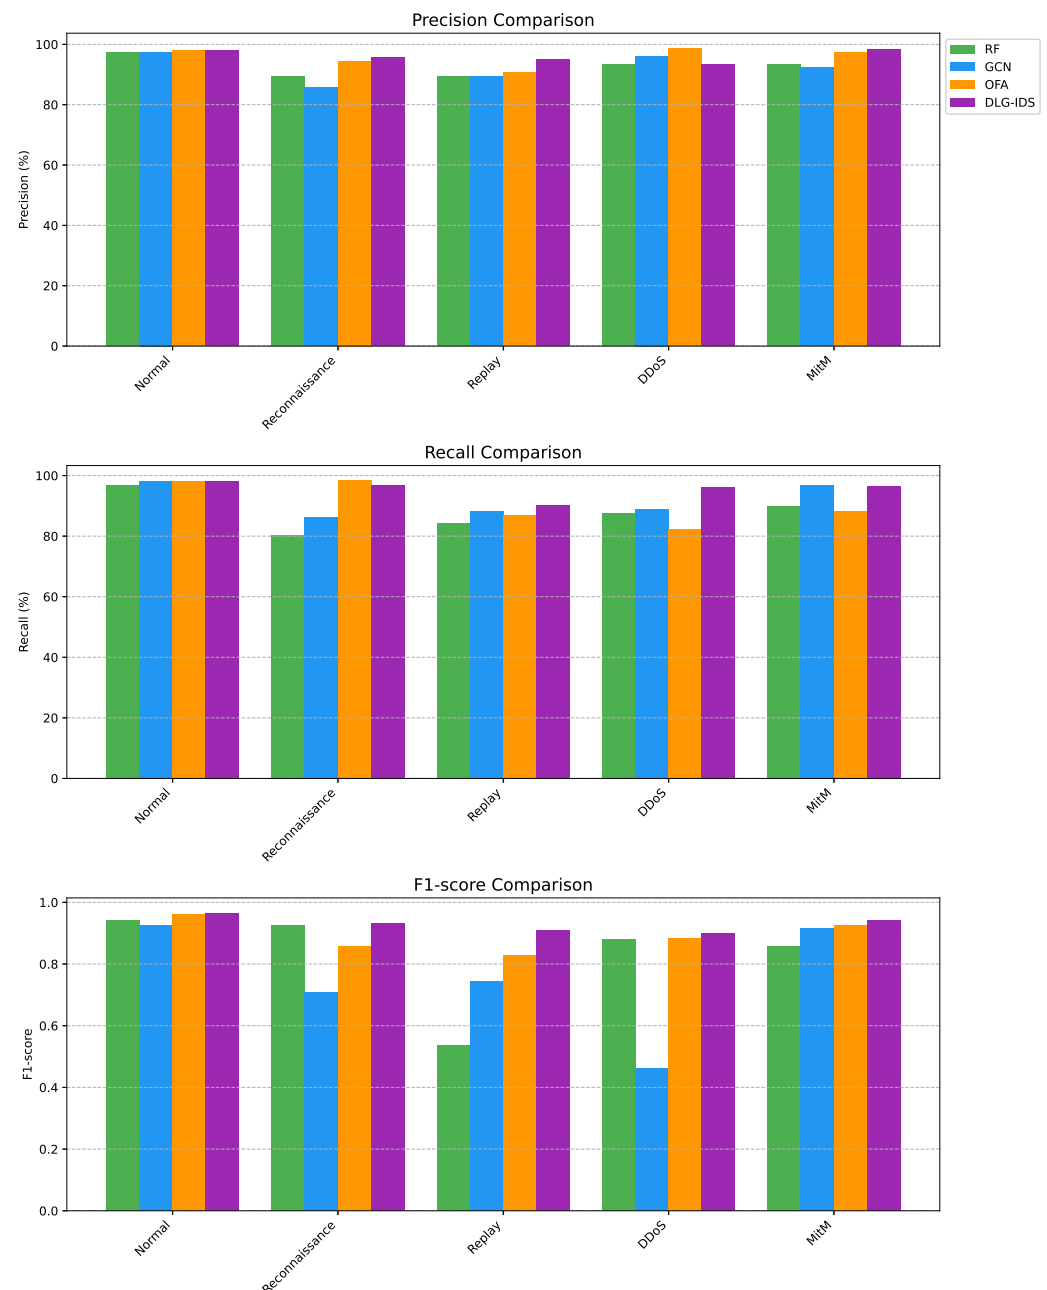 Precision Comparison
100
80
60
40
20
0
Precision (%)
Normal
Reconnaissance
Replay
DDoS
MitM
RF
GCN
OFA
DLG-IDS
Recall Comparison
100
80
60
40
20
0
Recall (%)
Normal
Reconnaissance
Replay
DDoS
MitM
F1-score Comparison
1.0
0.8
0.6
0.4
0.2
0.0
F1-score
Normal
Reconnaissance
Replay
DDoS
MitM